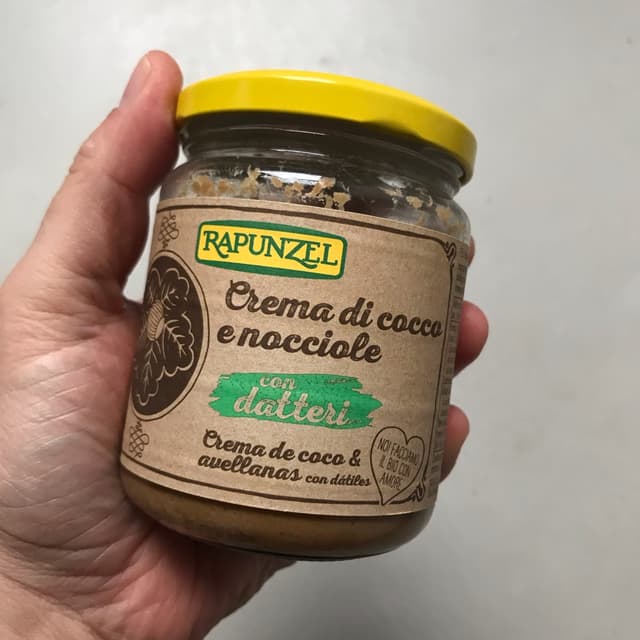 RAPUNZEL
Crema di cocco
e nocciole
con
datteri
Crema de coco &
avellanas con dátiles
NOI FACCIAMO
IL BIO CON
AMORE